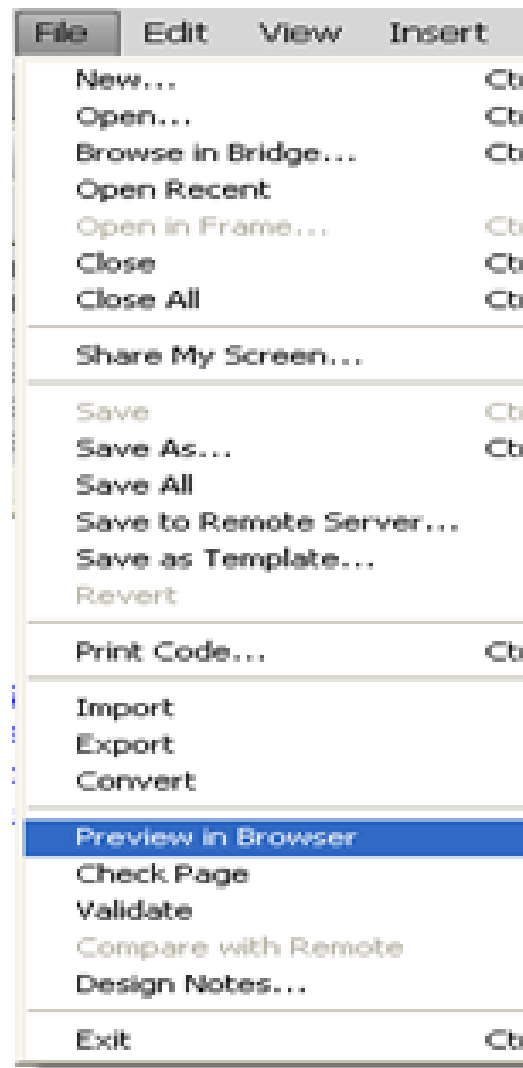 File Edit View Insert
New... Ct
Open... Ct
Browse in Bridge... Ct
Open Recent
Open in Frame... Ct
Close Ct
Close All Ct
Share My Screen...
Save Ct
Save As... Ct
Save All
Save to Remote Server...
Save as Template...
Revert
Print Code... Ct
Import
Export
Convert
Preview in Browser
Check Page
Validate
Compare with Remote
Design Notes...
Exit Ct